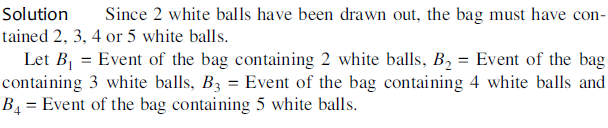 Solution Since 2 white balls have been drawn out, the bag must have con-
tained 2, 3, 4 or 5 white balls.
Let B₁ = Event of the bag containing 2 white balls, B₂ = Event of the bag
containing 3 white balls, B₃ = Event of the bag containing 4 white balls and
B₄ = Event of the bag containing 5 white balls.